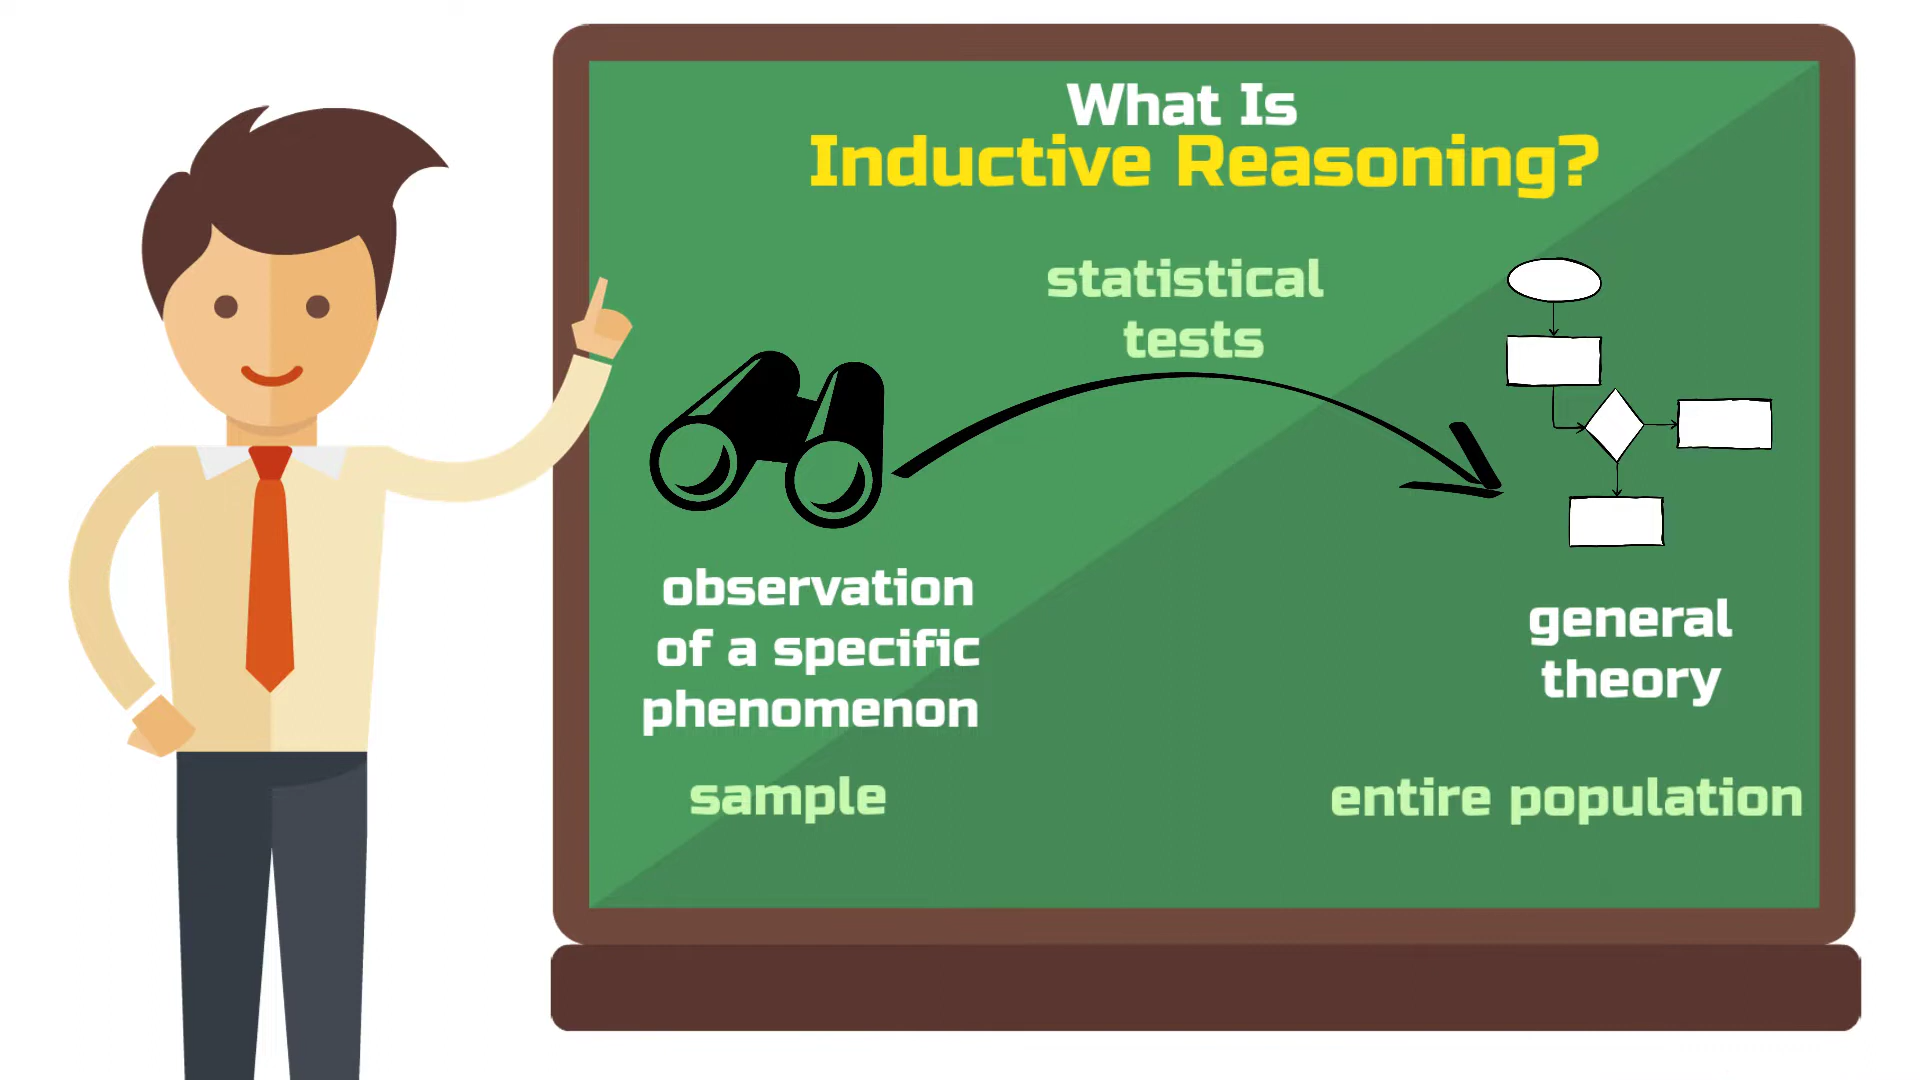 What Is
Inductive Reasoning?
statistical
tests
observation
of a specific
phenomenon
general
theory
sample
entire population